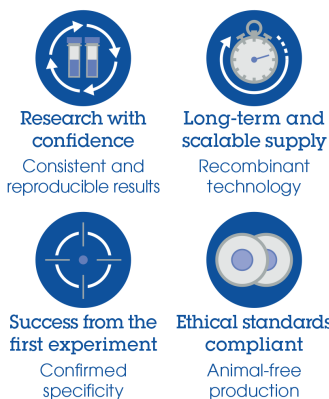 Research with
confidence
Consistent and
reproducible results
Long-term and
scalable supply
Recombinant
technology
Success from the
first experiment
Confirmed
specificity
Ethical standards
compliant
Animal-free
production